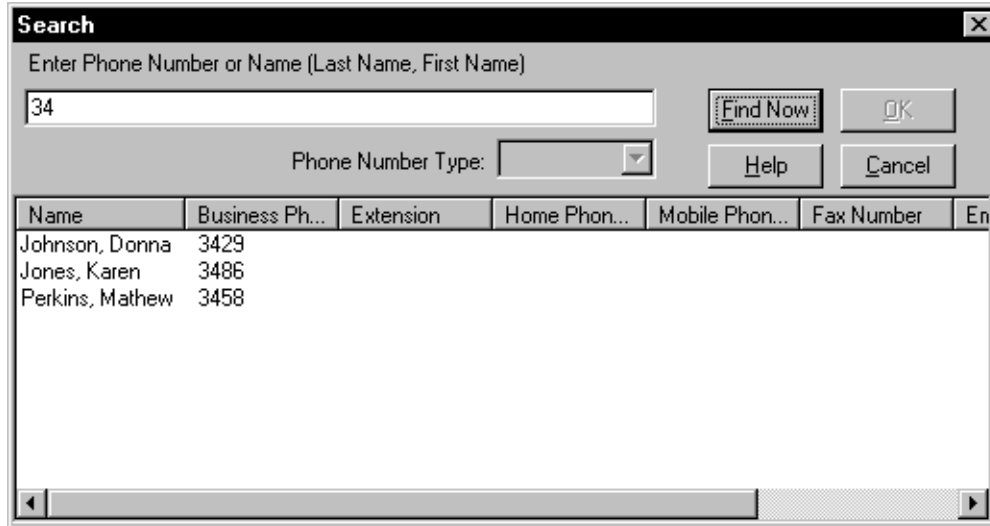 Search
Enter Phone Number or Name (Last Name, First Name)
34
Find Now
OK
Phone Number Type:
Help
Cancel
Name Business Ph... Extension Home Phon... Mobile Phon... Fax Number En
Johnson, Donna 3429
Jones, Karen 3486
Perkins, Mathew 3458